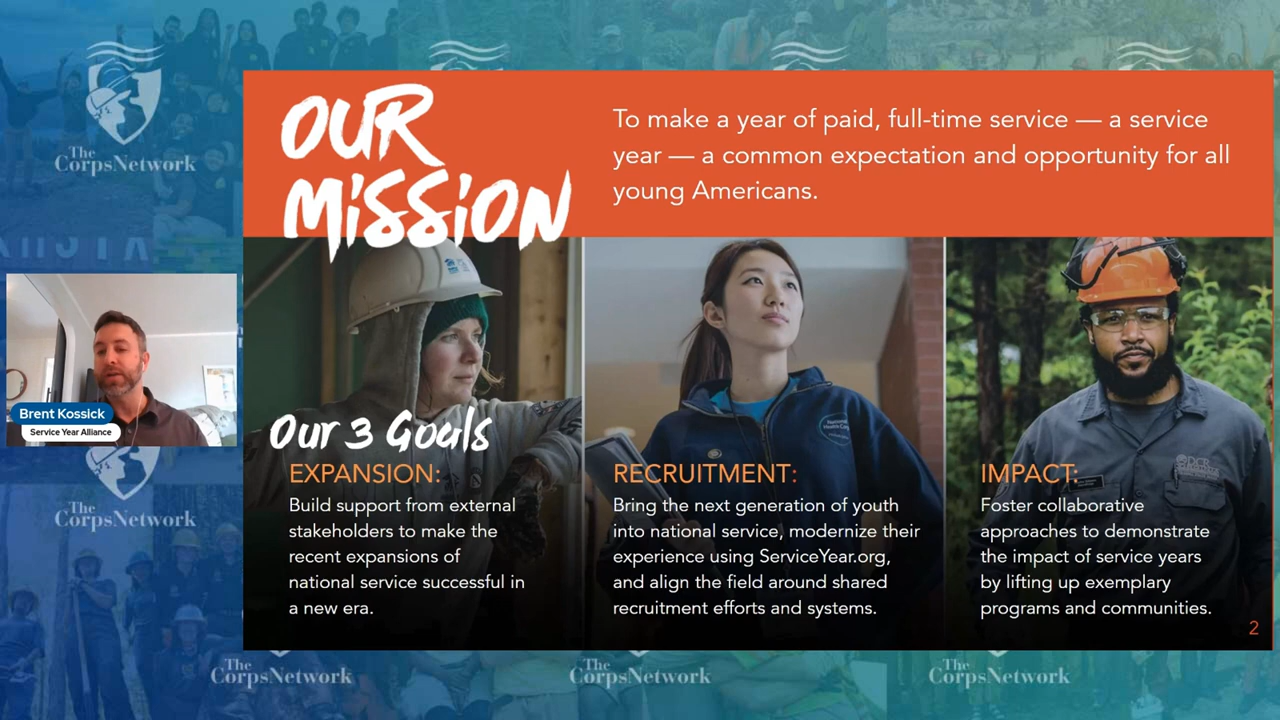 The
CorpsNetwork
OUR
MiSSiON
To make a year of paid, full-time service — a service
year — a common expectation and opportunity for all
young Americans.
Brent Kossick
Service Year Alliance
Our 3 Goals
EXPANSION:
Build support from external
stakeholders to make the
recent expansions of
national service successful in
a new era.
RECRUITMENT:
Bring the next generation of youth
into national service, modernize their
experience using ServiceYear.org,
and align the field around shared
recruitment efforts and systems.
IMPACT:
Foster collaborative
approaches to demonstrate
the impact of service years
by lifting up exemplary
programs and communities.
2
The
CorpsNetwork
The
CorpsNetwork
The
CorpsNetwork
The
CorpsNetwork